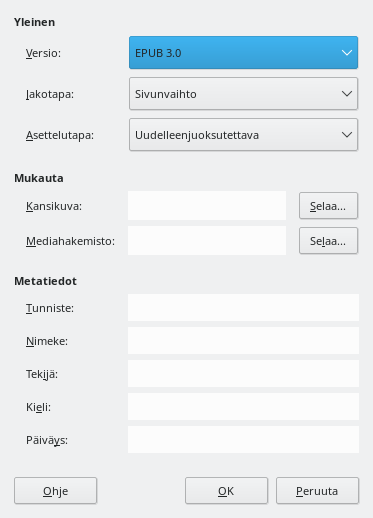 Yleinen
Versio: EPUB 3.0
Jakotapa: Sivunvaihto
Asettelutapa: Uudelleenjuoksutettava
Mukauta
Kansikuva: Selaa...
Mediahakemisto: Selaa...
Metatiedot
Tunniste:
Nimeke:
Tekijä:
Kieli:
Päiväys:
Ohje OK Peruuta